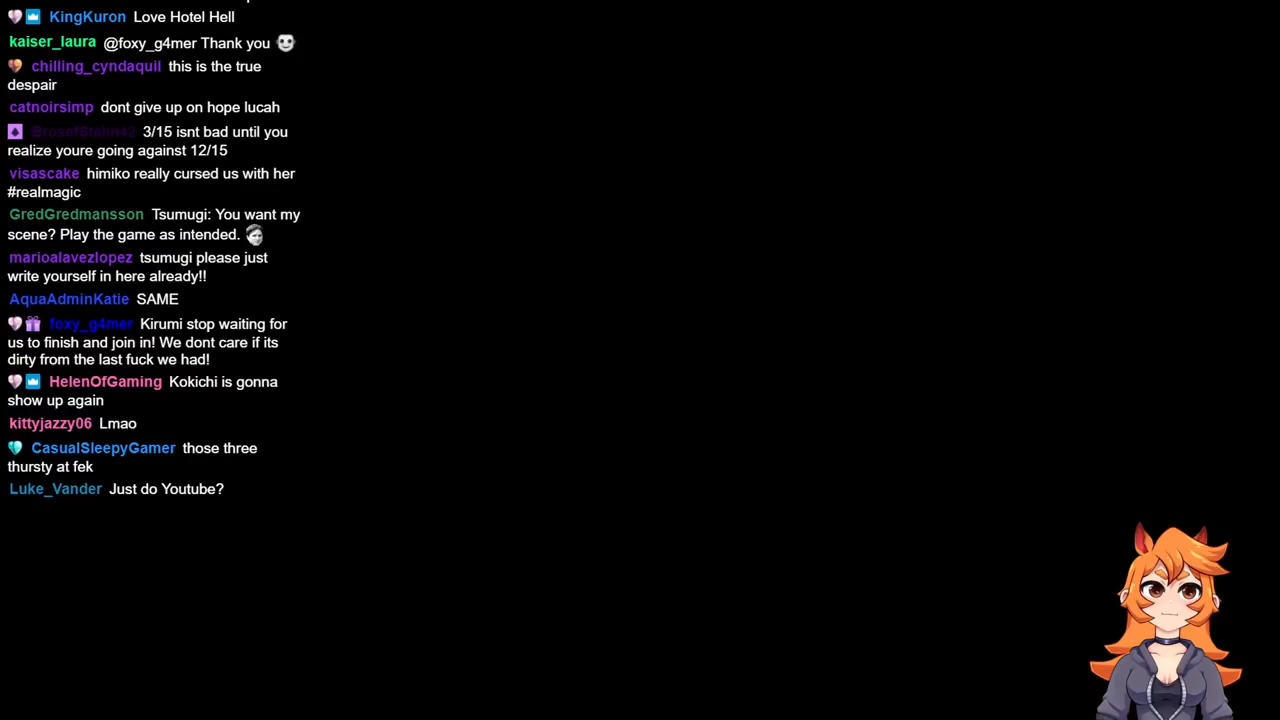 KingKuron Love Hotel Hell
kaiser_laura @foxy_g4mer Thank you
chilling_cyndaquil this is the true
despair
catnoirsimp dont give up on hope lucah
BrosefStalin42 3/15 isnt bad until you
realize youre going against 12/15
visascake himiko really cursed us with her
#realmagic
GredGredmansson Tsumugi: You want my
scene? Play the game as intended.
marioalavezlopez tsumugi please just
write yourself in here already!!
AquaAdminKatie SAME
foxy_g4mer Kirumi stop waiting for
us to finish and join in! We dont care if its
dirty from the last fuck we had!
HelenOfGaming Kokichi is gonna
show up again
kittyjazzy06 Lmao
CasualSleepyGamer those three
thursty at fek
Luke_Vander Just do Youtube?